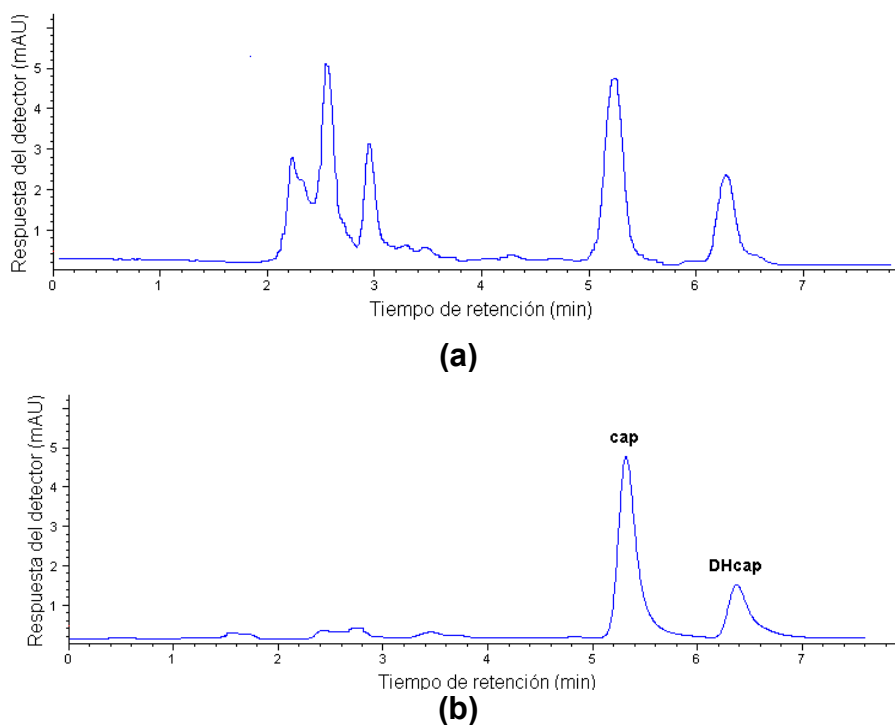 Respuesta del detector (mAU)
5
4
3
2
1
0 1 2 3 4 5 6 7
Tiempo de retención (min)
(a)
Respuesta del detector (mAU)
5
4
3
2
1
cap
DHcap
0 1 2 3 4 5 6 7
Tiempo de retención (min)
(b)